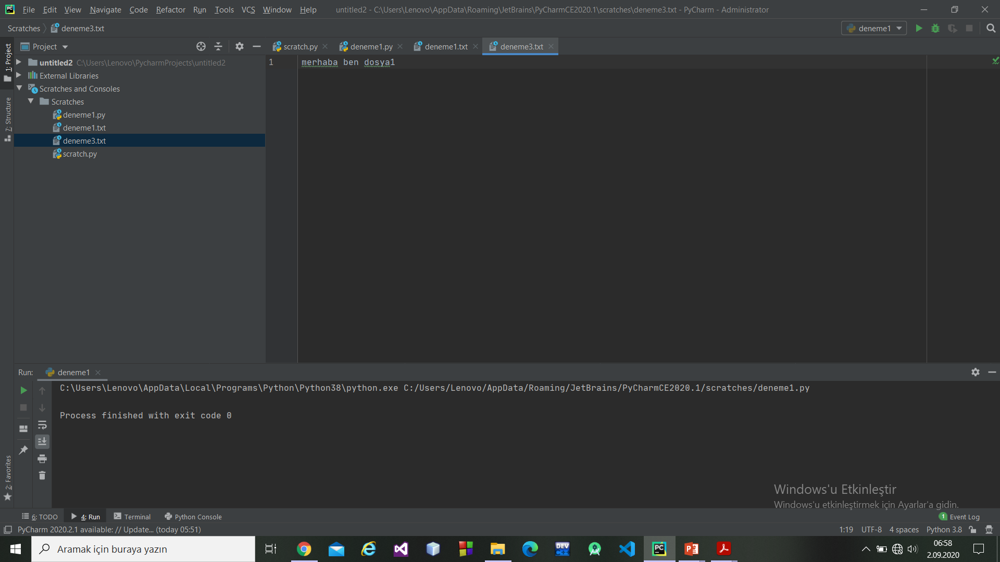 File Edit View Navigate Code Refactor Run Tools VCS Window Help untitled2 - C:\Users\Lenovo\AppData\Roaming\JetBrains\PyCharmCE2020.1\scratches\deneme3.txt - PyCharm - Administrator
Scratches deneme3.txt deneme1
Project
scratch.py deneme1.py deneme1.txt deneme3.txt
1: Project
7: Structure
2: Favorites
untitled2 C:\Users\Lenovo\PycharmProjects\untitled2
External Libraries
Scratches and Consoles
Scratches
deneme1.py
deneme1.txt
deneme3.txt
scratch.py
1 merhaba ben dosya1
Run: deneme1
C:\Users\Lenovo\AppData\Local\Programs\Python\Python38\python.exe C:/Users/Lenovo/AppData/Roaming/JetBrains/PyCharmCE2020.1/scratches/deneme1.py
Process finished with exit code 0
Windows'u Etkinleştir
Windows'u etkinleştirmek için Ayarlar'a gidin.
6: TODO 4: Run Terminal Python Console 1 Event Log
PyCharm 2020.2.1 available: // Update... (today 05:51) 1:19 UTF-8 4 spaces Python 3.8
Aramak için buraya yazın
DEV C++
PC
06:58
2.09.2020